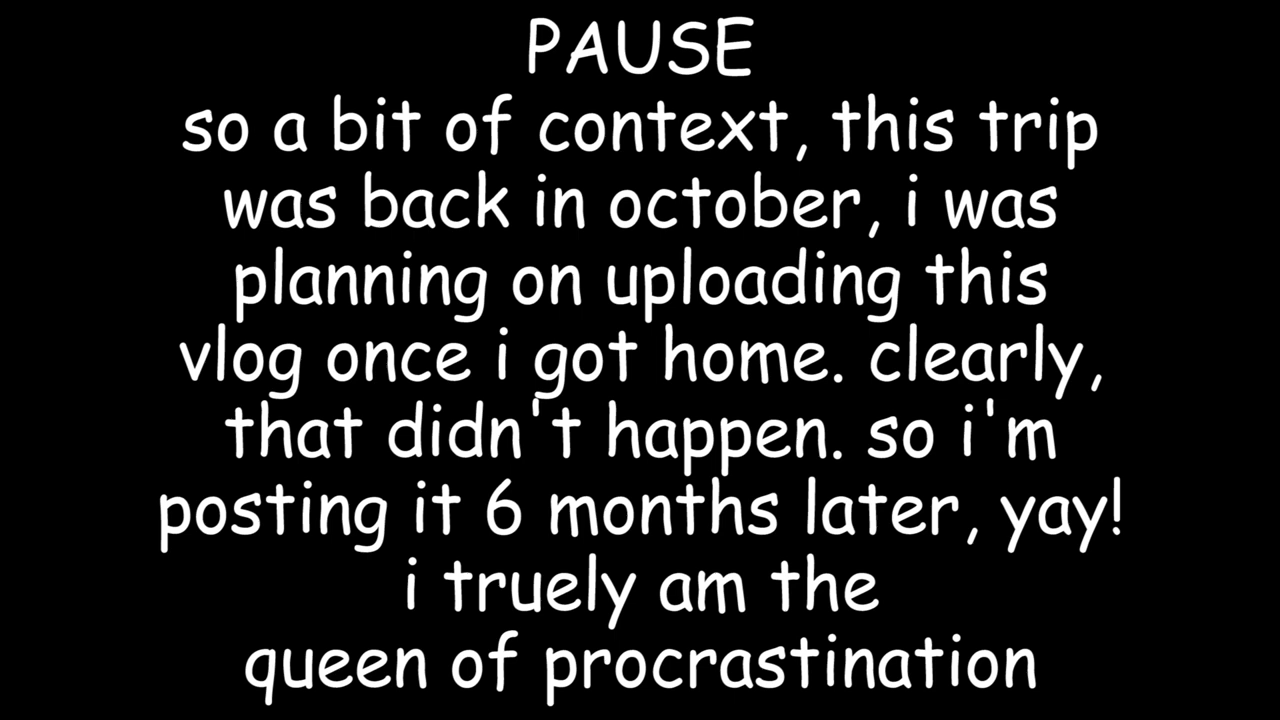 PAUSE
so a bit of context, this trip
was back in october, i was
planning on uploading this
vlog once i got home. clearly,
that didn't happen. so i'm
posting it 6 months later, yay!
i truely am the
queen of procrastination